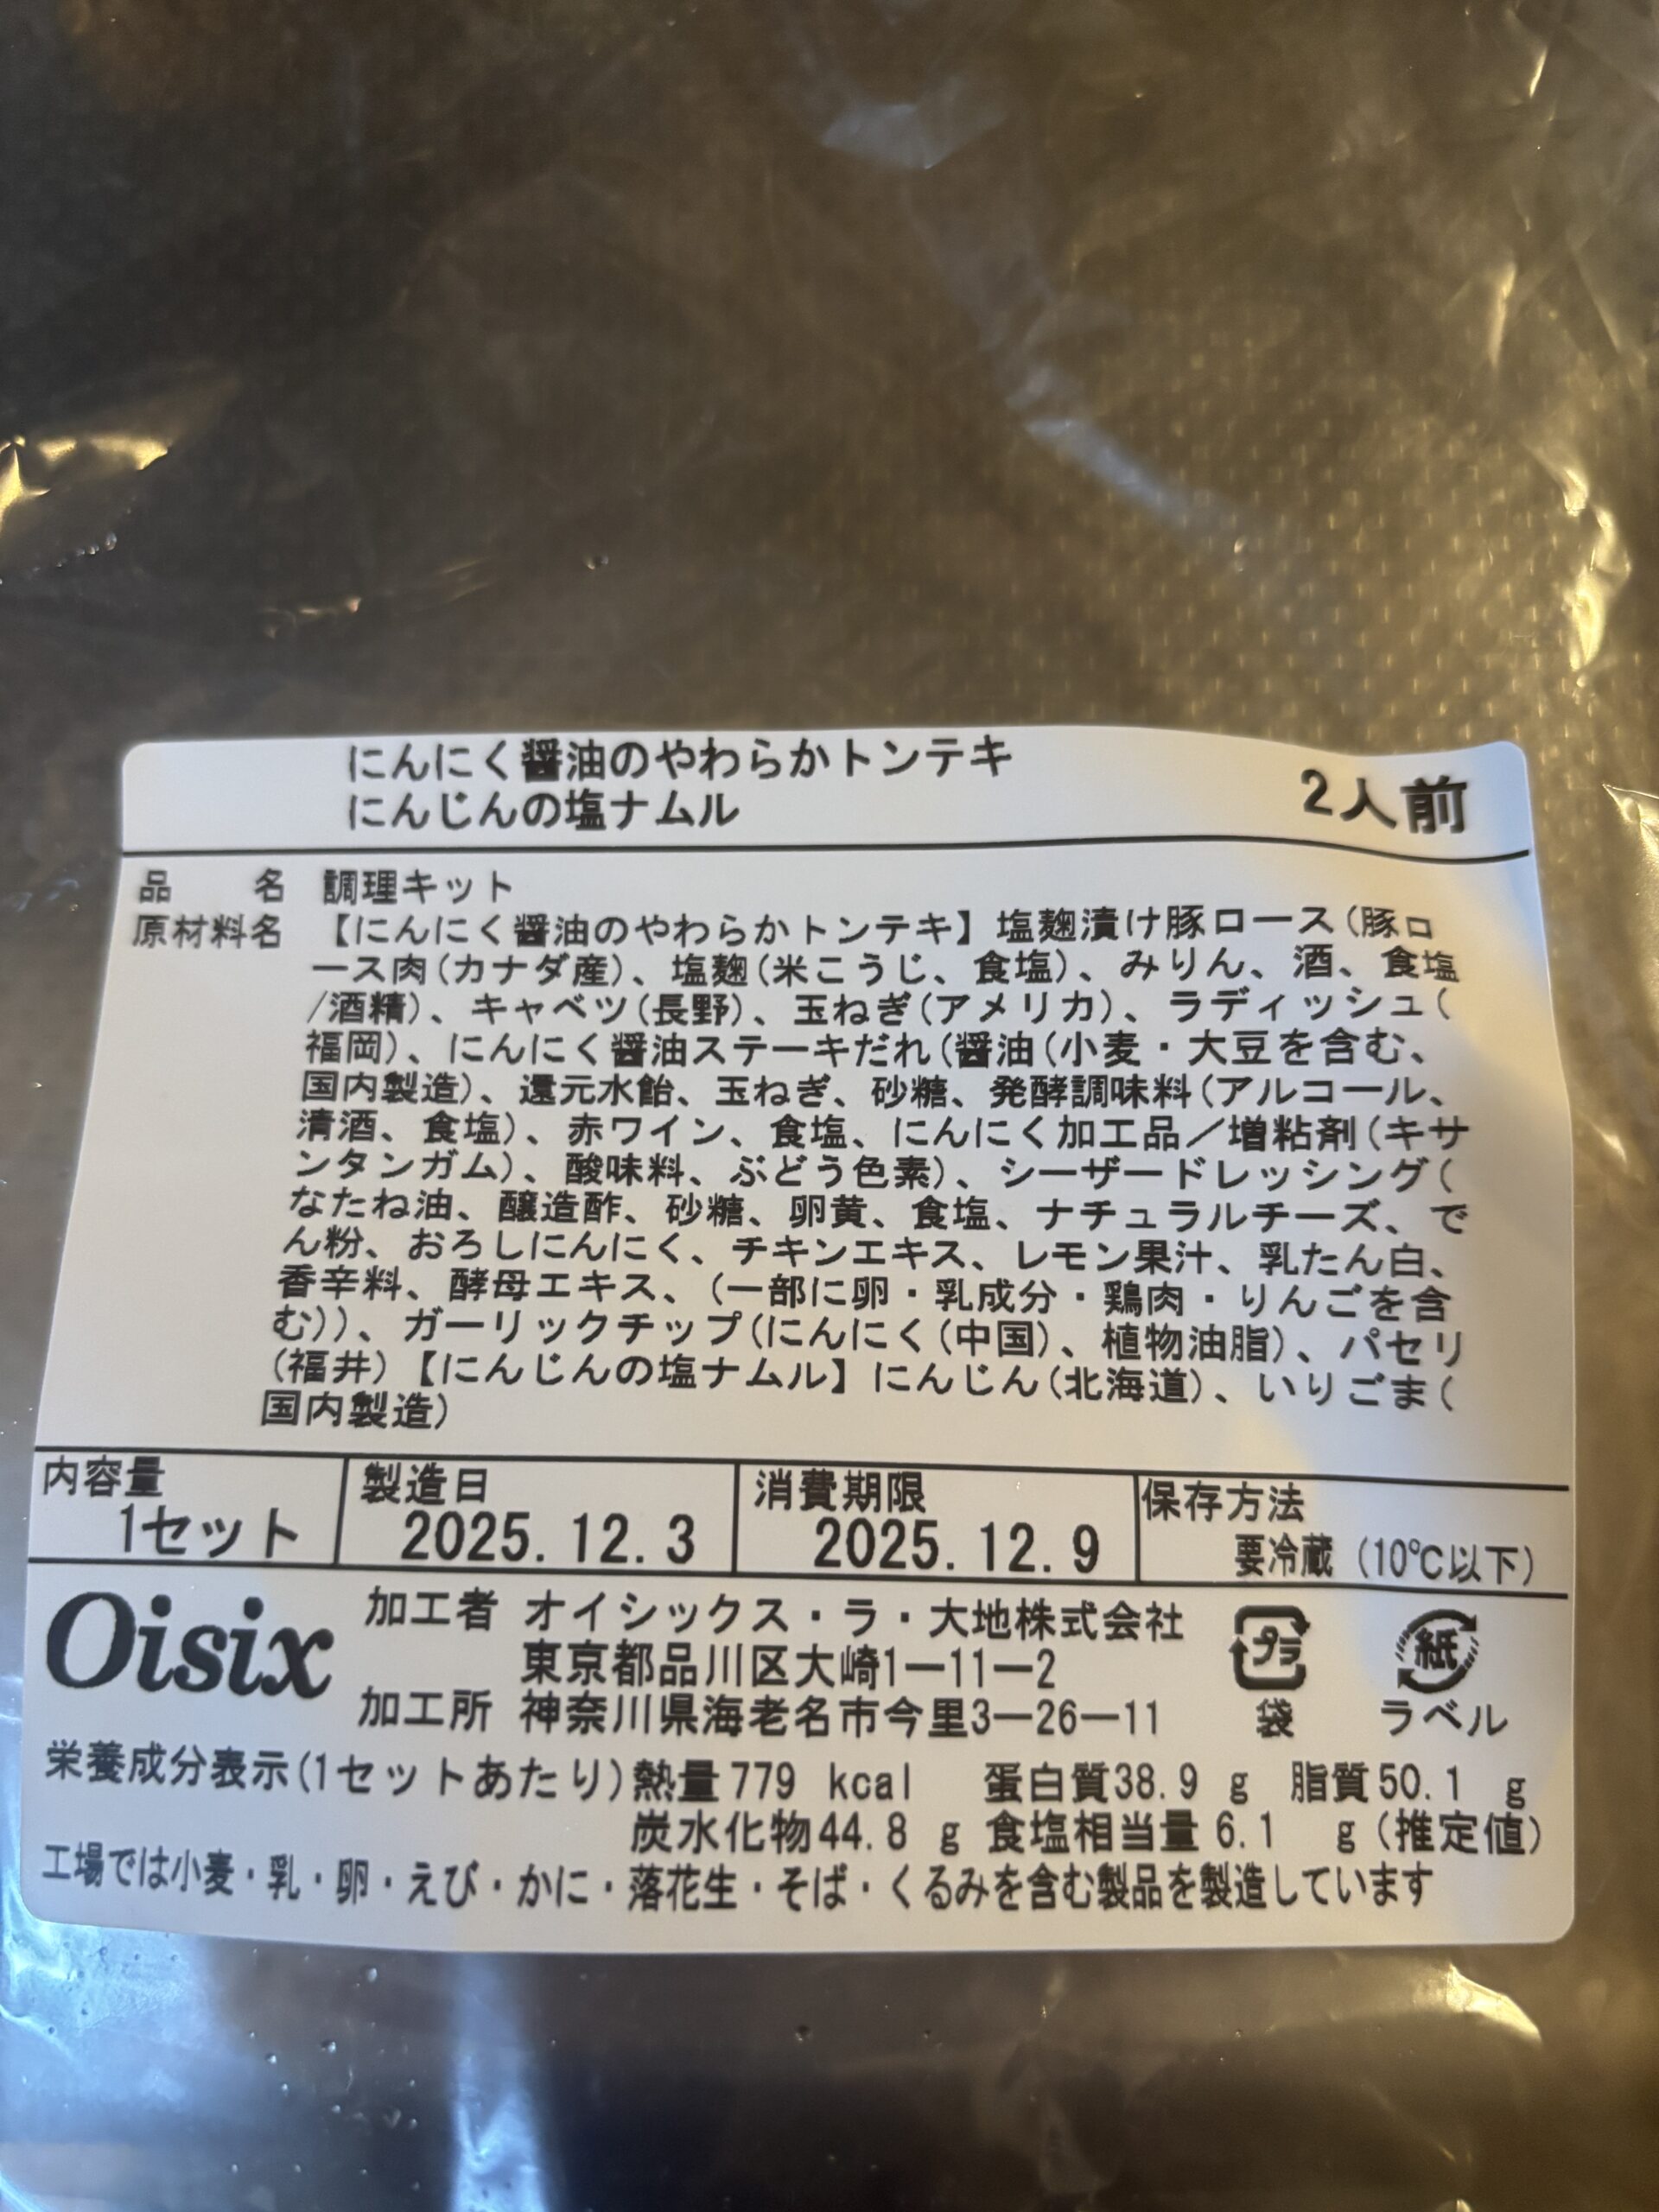 にんにく醤油のやわらかトンテキ
にんじんの塩ナムル
2人前
品　　名 調理キット
原材料名 【にんにく醤油のやわらかトンテキ】塩麹漬け豚ロース(豚ロ
ース肉(カナダ産)、塩麹(米こうじ、食塩)、みりん、酒、食塩
/酒精)、キャベツ(長野)、玉ねぎ(アメリカ)、ラディッシュ(
福岡)、にんにく醤油ステーキだれ(醤油(小麦・大豆を含む、
国内製造)、還元水飴、玉ねぎ、砂糖、発酵調味料(アルコール、
清酒、食塩)、赤ワイン、食塩、にんにく加工品／増粘剤(キサ
ンタンガム)、酸味料、ぶどう色素)、シーザードレッシング(
なたね油、醸造酢、砂糖、卵黄、食塩、ナチュラルチーズ、で
ん粉、おろしにんにく、チキンエキス、レモン果汁、乳たん白、
香辛料、酵母エキス、(一部に卵・乳成分・鶏肉・りんごを含
む))、ガーリックチップ(にんにく(中国)、植物油脂)、パセリ
(福井)【にんじんの塩ナムル】にんじん(北海道)、いりごま(
国内製造)
内容量
1セット
製造日
2025.12.3
消費期限
2025.12.9
保存方法
要冷蔵 (10℃以下)
Oisix
加工者 オイシックス・ラ・大地株式会社
東京都品川区大崎1―11―2
加工所 神奈川県海老名市今里3―26―11
プラ
袋
紙
ラベル
栄養成分表示(1セットあたり)熱量779 kcal 蛋白質38.9 g 脂質50.1 g
炭水化物44.8 g 食塩相当量 6.1 g(推定値)
工場では小麦・乳・卵・えび・かに・落花生・そば・くるみを含む製品を製造しています